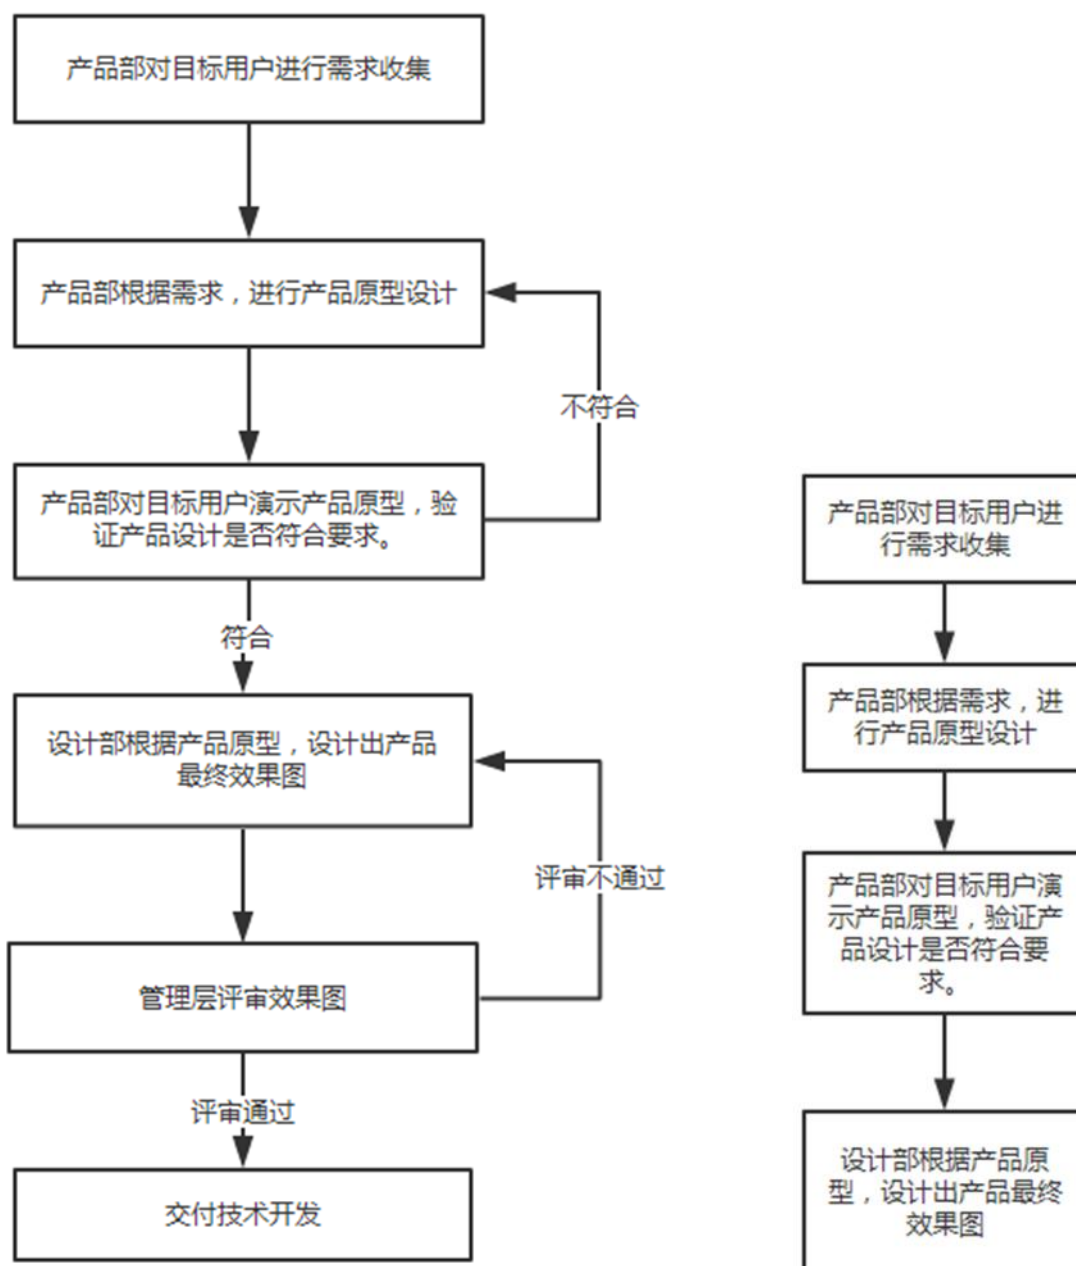 产品部对目标用户进行需求收集
产品部根据需求，进行产品原型设计
不符合
产品部对目标用户演示产品原型，验
证产品设计是否符合要求。
符合
设计部根据产品原型，设计出产品
最终效果图
评审不通过
管理层评审效果图
评审通过
交付技术开发
产品部对目标用户进
行需求收集
产品部根据需求，进
行产品原型设计
产品部对目标用户演
示产品原型，验证产
品设计是否符合要
求。
设计部根据产品原
型，设计出产品最终
效果图